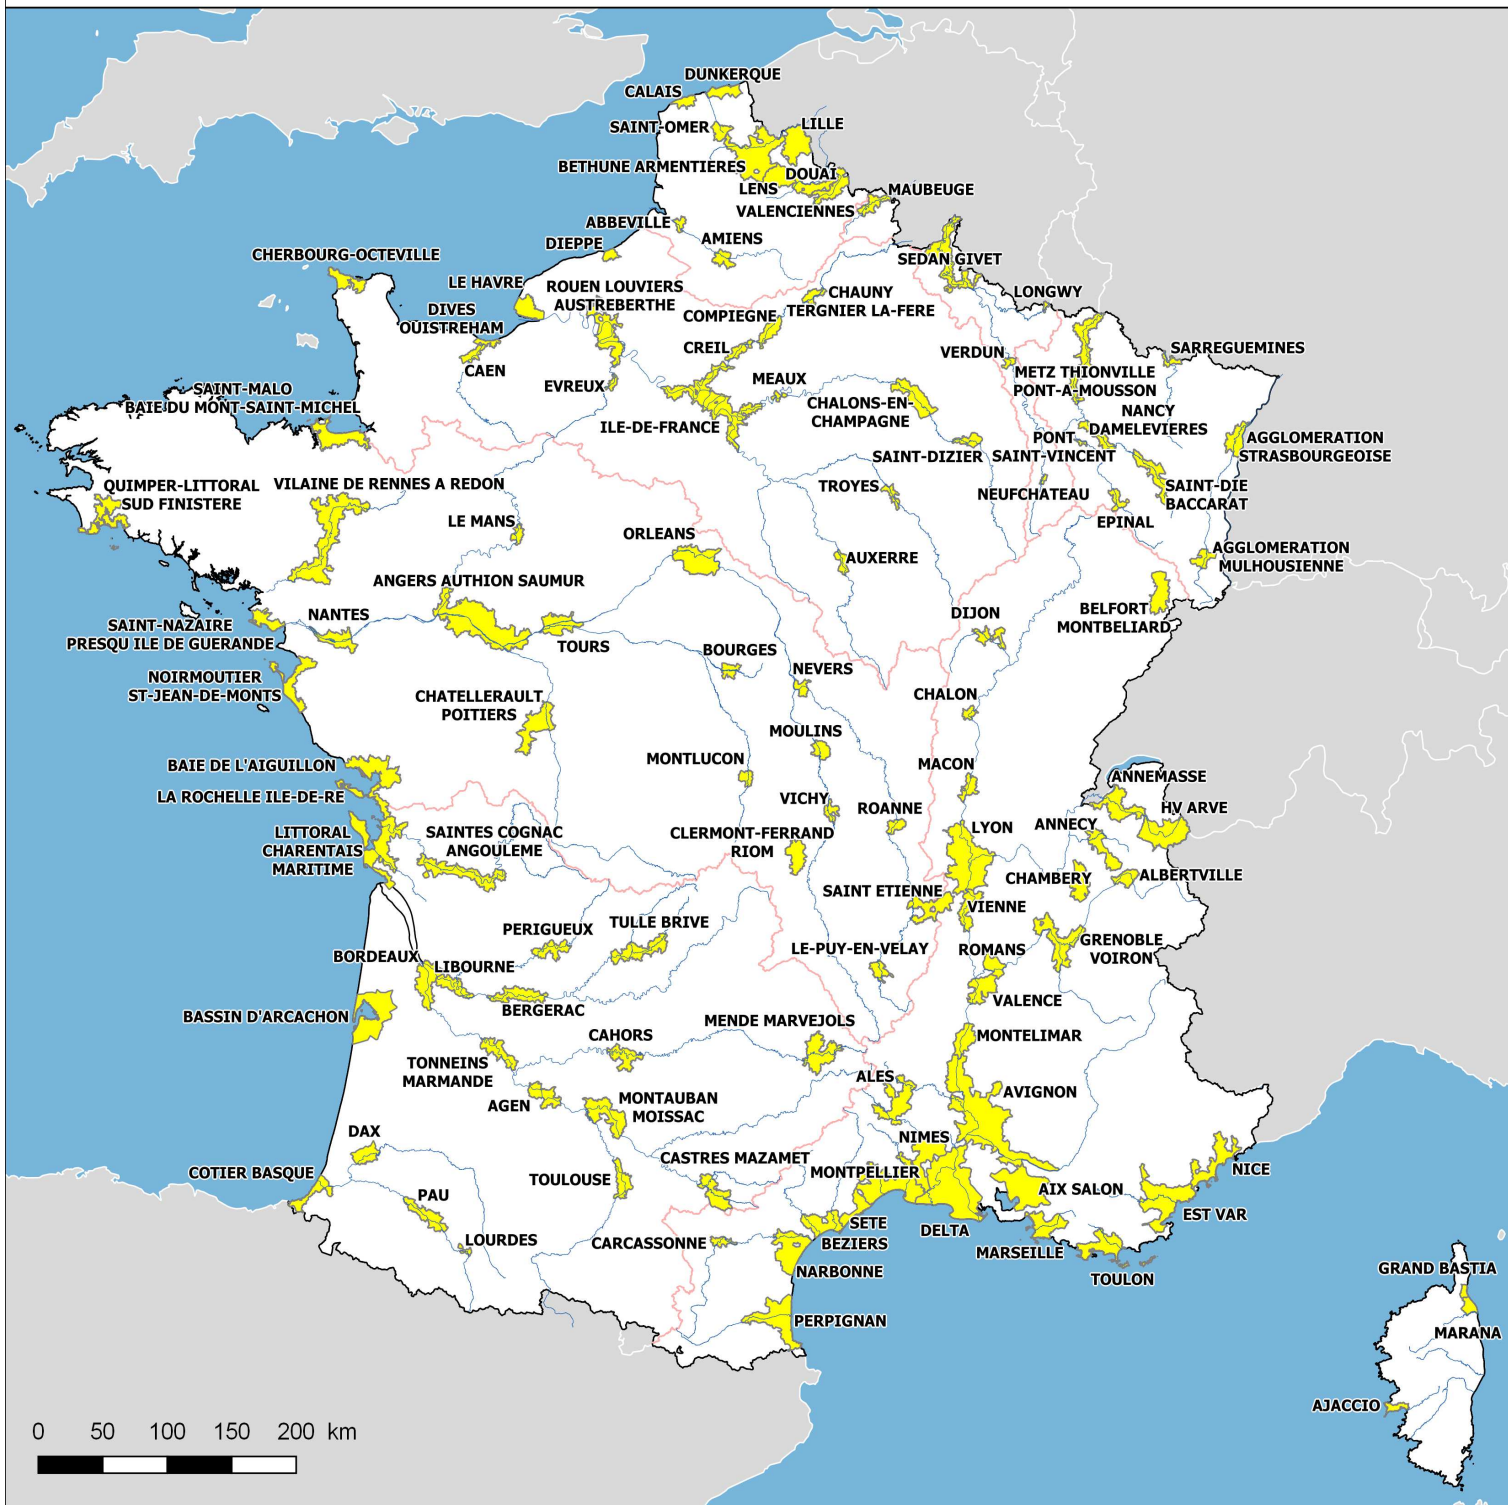 DUNKERQUE
CALAIS
SAINT-OMER
LILLE
BETHUNE ARMENTIERES
DOUAI
LENS
MAUBEUGE
VALENCIENNES
ABBEVILLE
AMIENS
DIEPPE
CHERBOURG-OCTEVILLE
SEDAN GIVET
LE HAVRE
ROUEN LOUVIERS
AUSTREBERTHE
CHAUNY
TERGNIER LA-FERE
LONGWY
DIVES
OUISTREHAM
COMPIEGNE
CREIL
VERDUN
SARREGUEMINES
CAEN
EVREUX
MEAUX
METZ THIONVILLE
PONT-A-MOUSSON
SAINT-MALO
BAIE DU MONT-SAINT-MICHEL
CHALONS-EN-
CHAMPAGNE
NANCY
DAMELEVIERES
ILE-DE-FRANCE
PONT
SAINT-VINCENT
AGGLOMERATION
STRASBOURGEOISE
SAINT-DIZIER
QUIMPER-LITTORAL
SUD FINISTERE
VILAINE DE RENNES A REDON
TROYES
NEUFCHATEAU
SAINT-DIE
BACCARAT
LE MANS
EPINAL
ORLEANS
AUXERRE
AGGLOMERATION
MULHOUSIENNE
ANGERS AUTHION SAUMUR
SAINT-NAZAIRE
PRESQU ILE DE GUERANDE
NANTES
DIJON
BELFORT
MONTBELIARD
TOURS
BOURGES
NEVERS
NOIRMOUTIER
ST-JEAN-DE-MONTS
CHATELLERAULT
POITIERS
CHALON
MOULINS
BAIE DE L'AIGUILLON
MONTLUCON
MACON
ANNEMASSE
LA ROCHELLE ILE-DE-RE
VICHY
ROANNE
HV ARVE
LITTORAL
CHARENTAIS
MARITIME
SAINTES COGNAC
ANGOULEME
CLERMONT-FERRAND
RIOM
LYON
ANNECY
CHAMBERY
ALBERTVILLE
SAINT ETIENNE
VIENNE
PERIGUEUX
TULLE BRIVE
BORDEAUX
LIBOURNE
LE-PUY-EN-VELAY
ROMANS
GRENOBLE
VOIRON
BASSIN D'ARCACHON
BERGERAC
VALENCE
CAHORS
MENDE MARVEJOLS
MONTELIMAR
TONNEINS
MARMANDE
ALES
AGEN
MONTAUBAN
MOISSAC
AVIGNON
DAX
NIMES
COTIER BASQUE
TOULOUSE
CASTRES MAZAMET
MONTPELLIER
NICE
PAU
AIX SALON
EST VAR
LOURDES
CARCASSONNE
SETE
BEZIERS
DELTA
MARSEILLE
NARBONNE
TOULON
GRAND BASTIA
PERPIGNAN
MARANA
AJACCIO
0 50 100 150 200 km